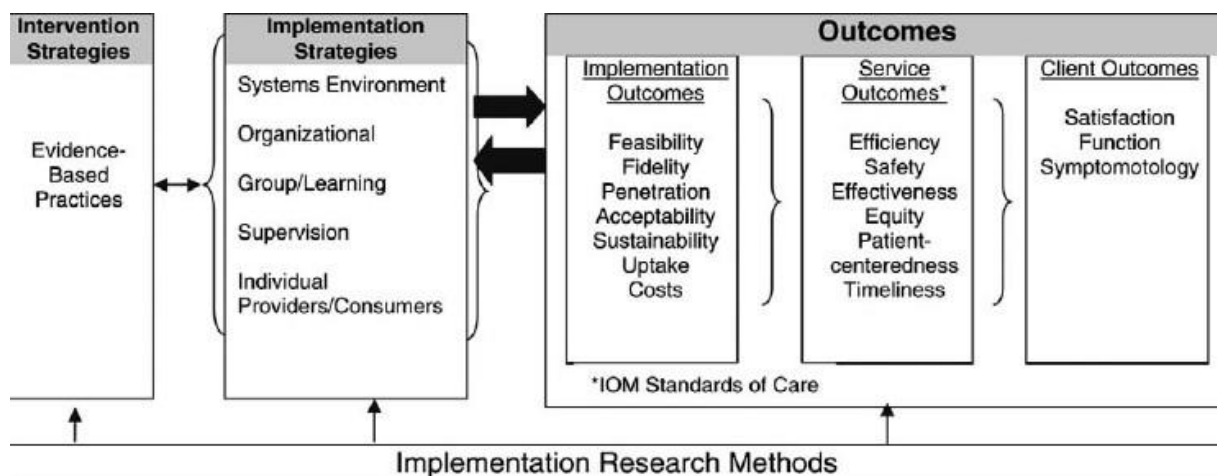 Intervention
Strategies
Evidence-
Based
Practices
Implementation
Strategies
Systems Environment
Organizational
Group/Learning
Supervision
Individual
Providers/Consumers
Outcomes
Implementation
Outcomes
Feasibility
Fidelity
Penetration
Acceptability
Sustainability
Uptake
Costs
Service
Outcomes*
Efficiency
Safety
Effectiveness
Equity
Patient-
centeredness
Timeliness
Client Outcomes
Satisfaction
Function
Symptomotology
*IOM Standards of Care
Implementation Research Methods